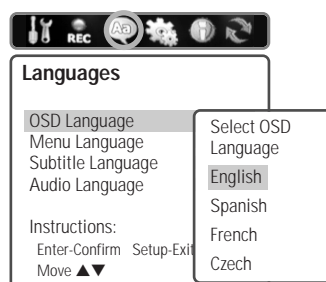 REC
Aa
Languages
OSD Language
Menu Language
Subtitle Language
Audio Language
Instructions:
Enter-Confirm Setup-Exit
Move ▲▼
Select OSD
Language
English
Spanish
French
Czech